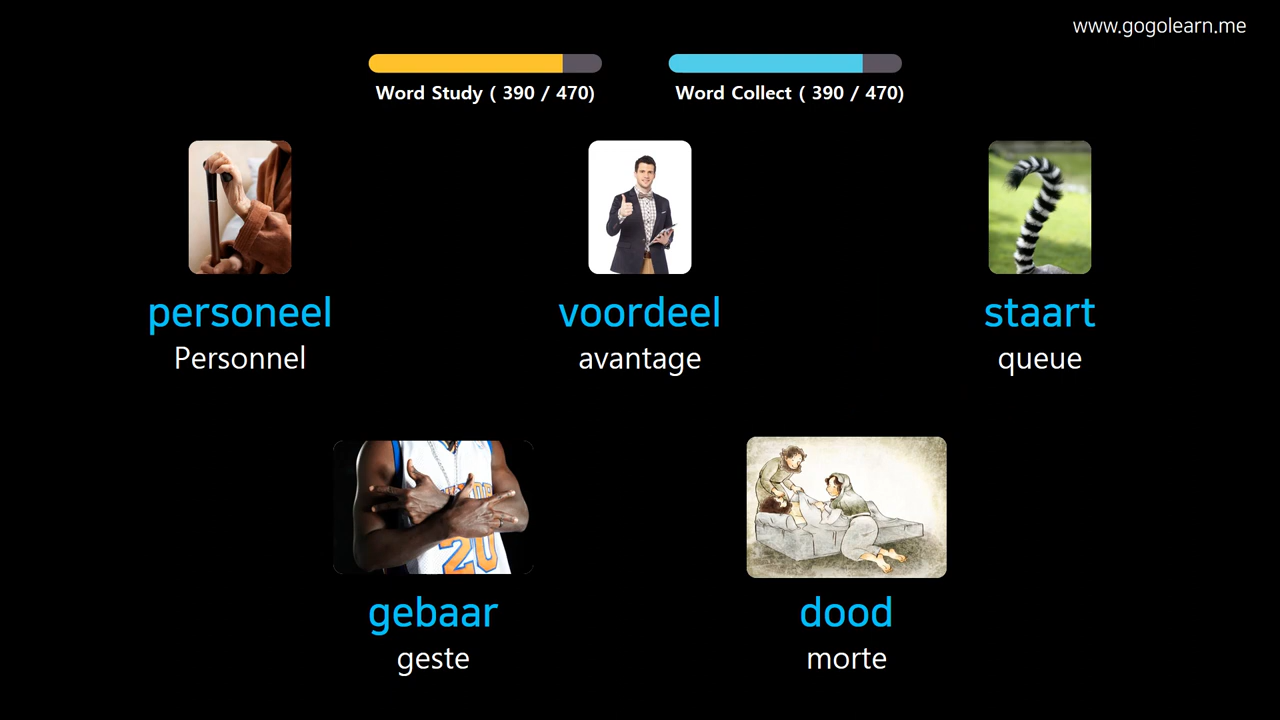 www.gogolearn.me
Word Study ( 390 / 470)
Word Collect ( 390 / 470)
personeel
Personnel
voordeel
avantage
staart
queue
20
gebaar
geste
dood
morte